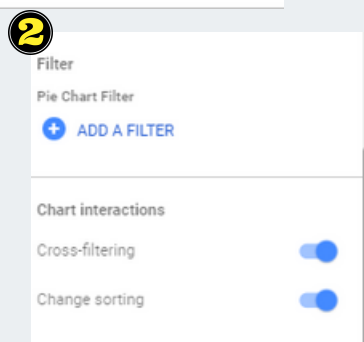 2
Filter
Pie Chart Filter
ADD A FILTER
Chart interactions
Cross-filtering
Change sorting